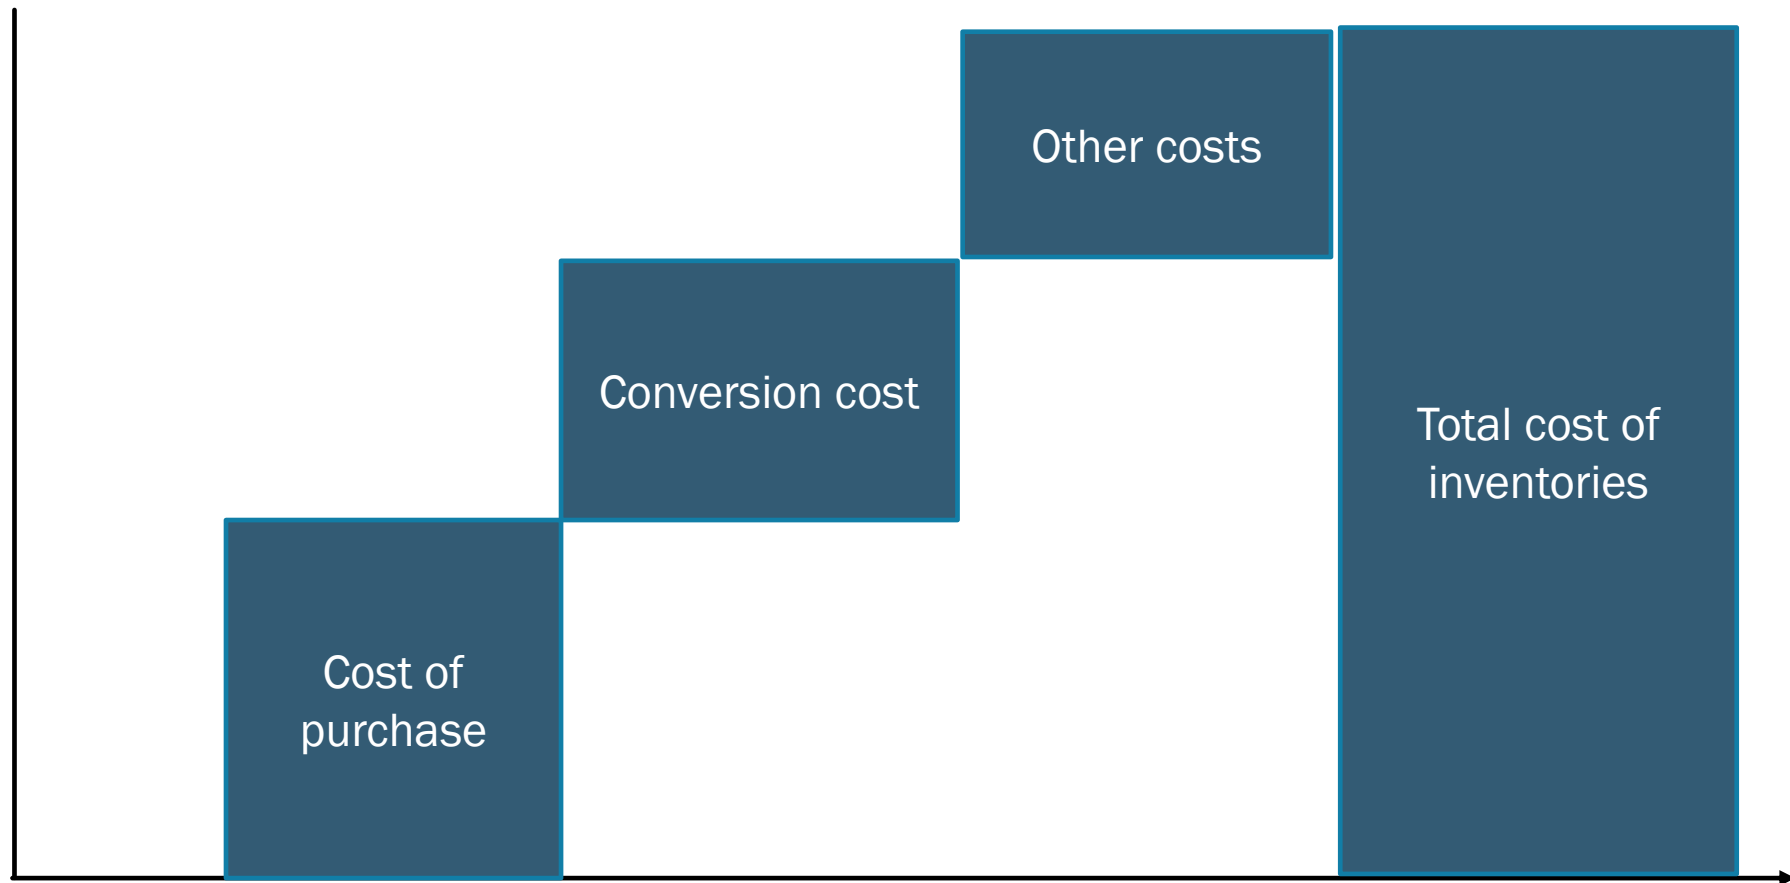 Other costs
Conversion cost
Total cost of
inventories
Cost of
purchase